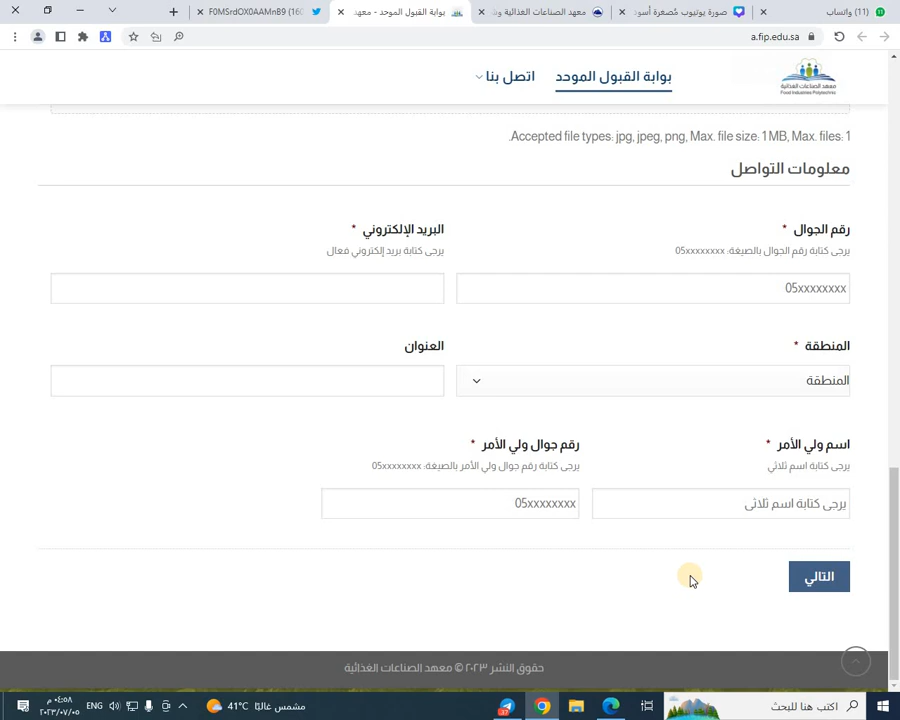 (11) واتساب
صورة يوتيوب مُصغرة أسود
معهد الصناعات الغذائية وش
بوابة القبول الموحد - معهد
F0MSrdOX0AAMnB9 (160
a.fip.edu.sa
معهد الصناعات الغذائية
Food Industries Polytechnic
بوابة القبول الموحد
اتصل بنا
Accepted file types: jpg, jpeg, png, Max. file size: 1 MB, Max. files: 1.
معلومات التواصل
رقم الجوال *
البريد الإلكتروني *
يرجى كتابة رقم الجوال بالصيغة: 05xxxxxxxx
يرجى كتابة بريد إلكتروني فعال
05xxxxxxxx
المنطقة *
العنوان
المنطقة
اسم ولي الأمر *
رقم جوال ولي الأمر *
يرجى كتابة اسم ثلاثي
يرجى كتابة رقم جوال ولي الأمر بالصيغة: 05xxxxxxxx
يرجى كتابة اسم ثلاثي
05xxxxxxxx
التالي
حقوق النشر ٢٠٢٣ © معهد الصناعات الغذائية
اكتب هنا للبحث
37
41°C مشمس غالبًا
ENG
٠٤:٥٨ م
٢٠٢٣/٠٧/٠٥